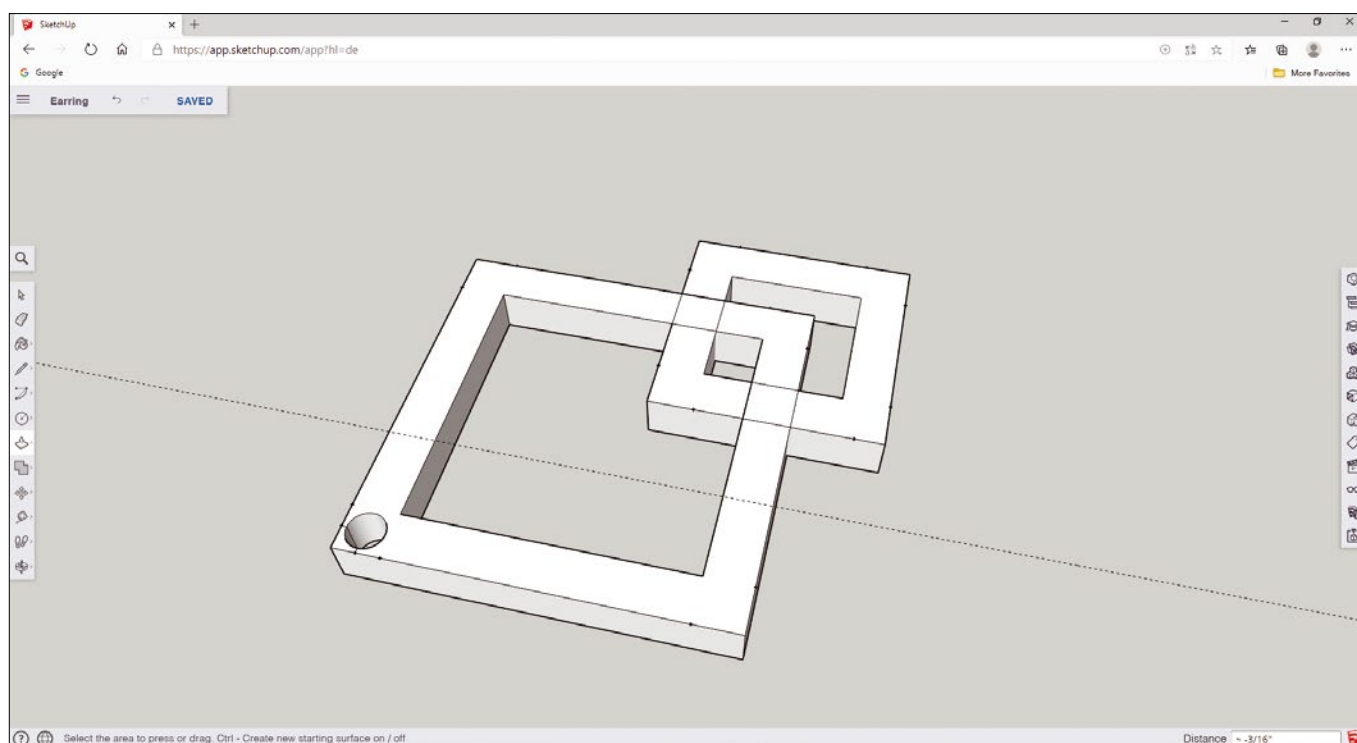 SketchUp
https://app.sketchup.com/app?hl=de
Google
More Favorites
Earring
SAVED
Select the area to press or drag. Ctrl - Create new starting surface on / off
Distance ~ -3/16"